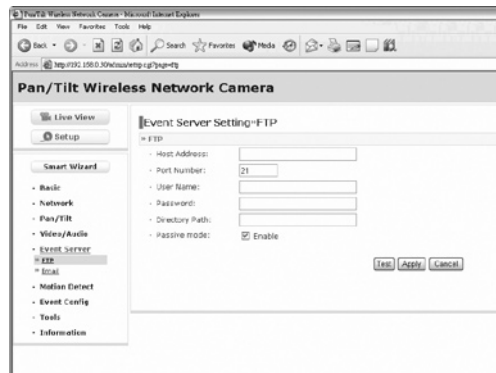 Pan/Tilt Wireless Network Camera - Microsoft Internet Explorer
File Edit View Favorites Tools Help
Back Search Favorites Media
Address
Pan/Tilt Wireless Network Camera
Live View
Setup
Smart Wizard
• Basic
• Network
• Pan/Tilt
• Video/Audio
• Event Server
» FTP
» Email
• Motion Detect
• Event Config
• Tools
• Information
Event Server Setting»FTP
» FTP
• Host Address:
• Port Number: 21
• User Name:
• Password:
• Directory Path:
• Passive mode: Enable
Test Apply Cancel